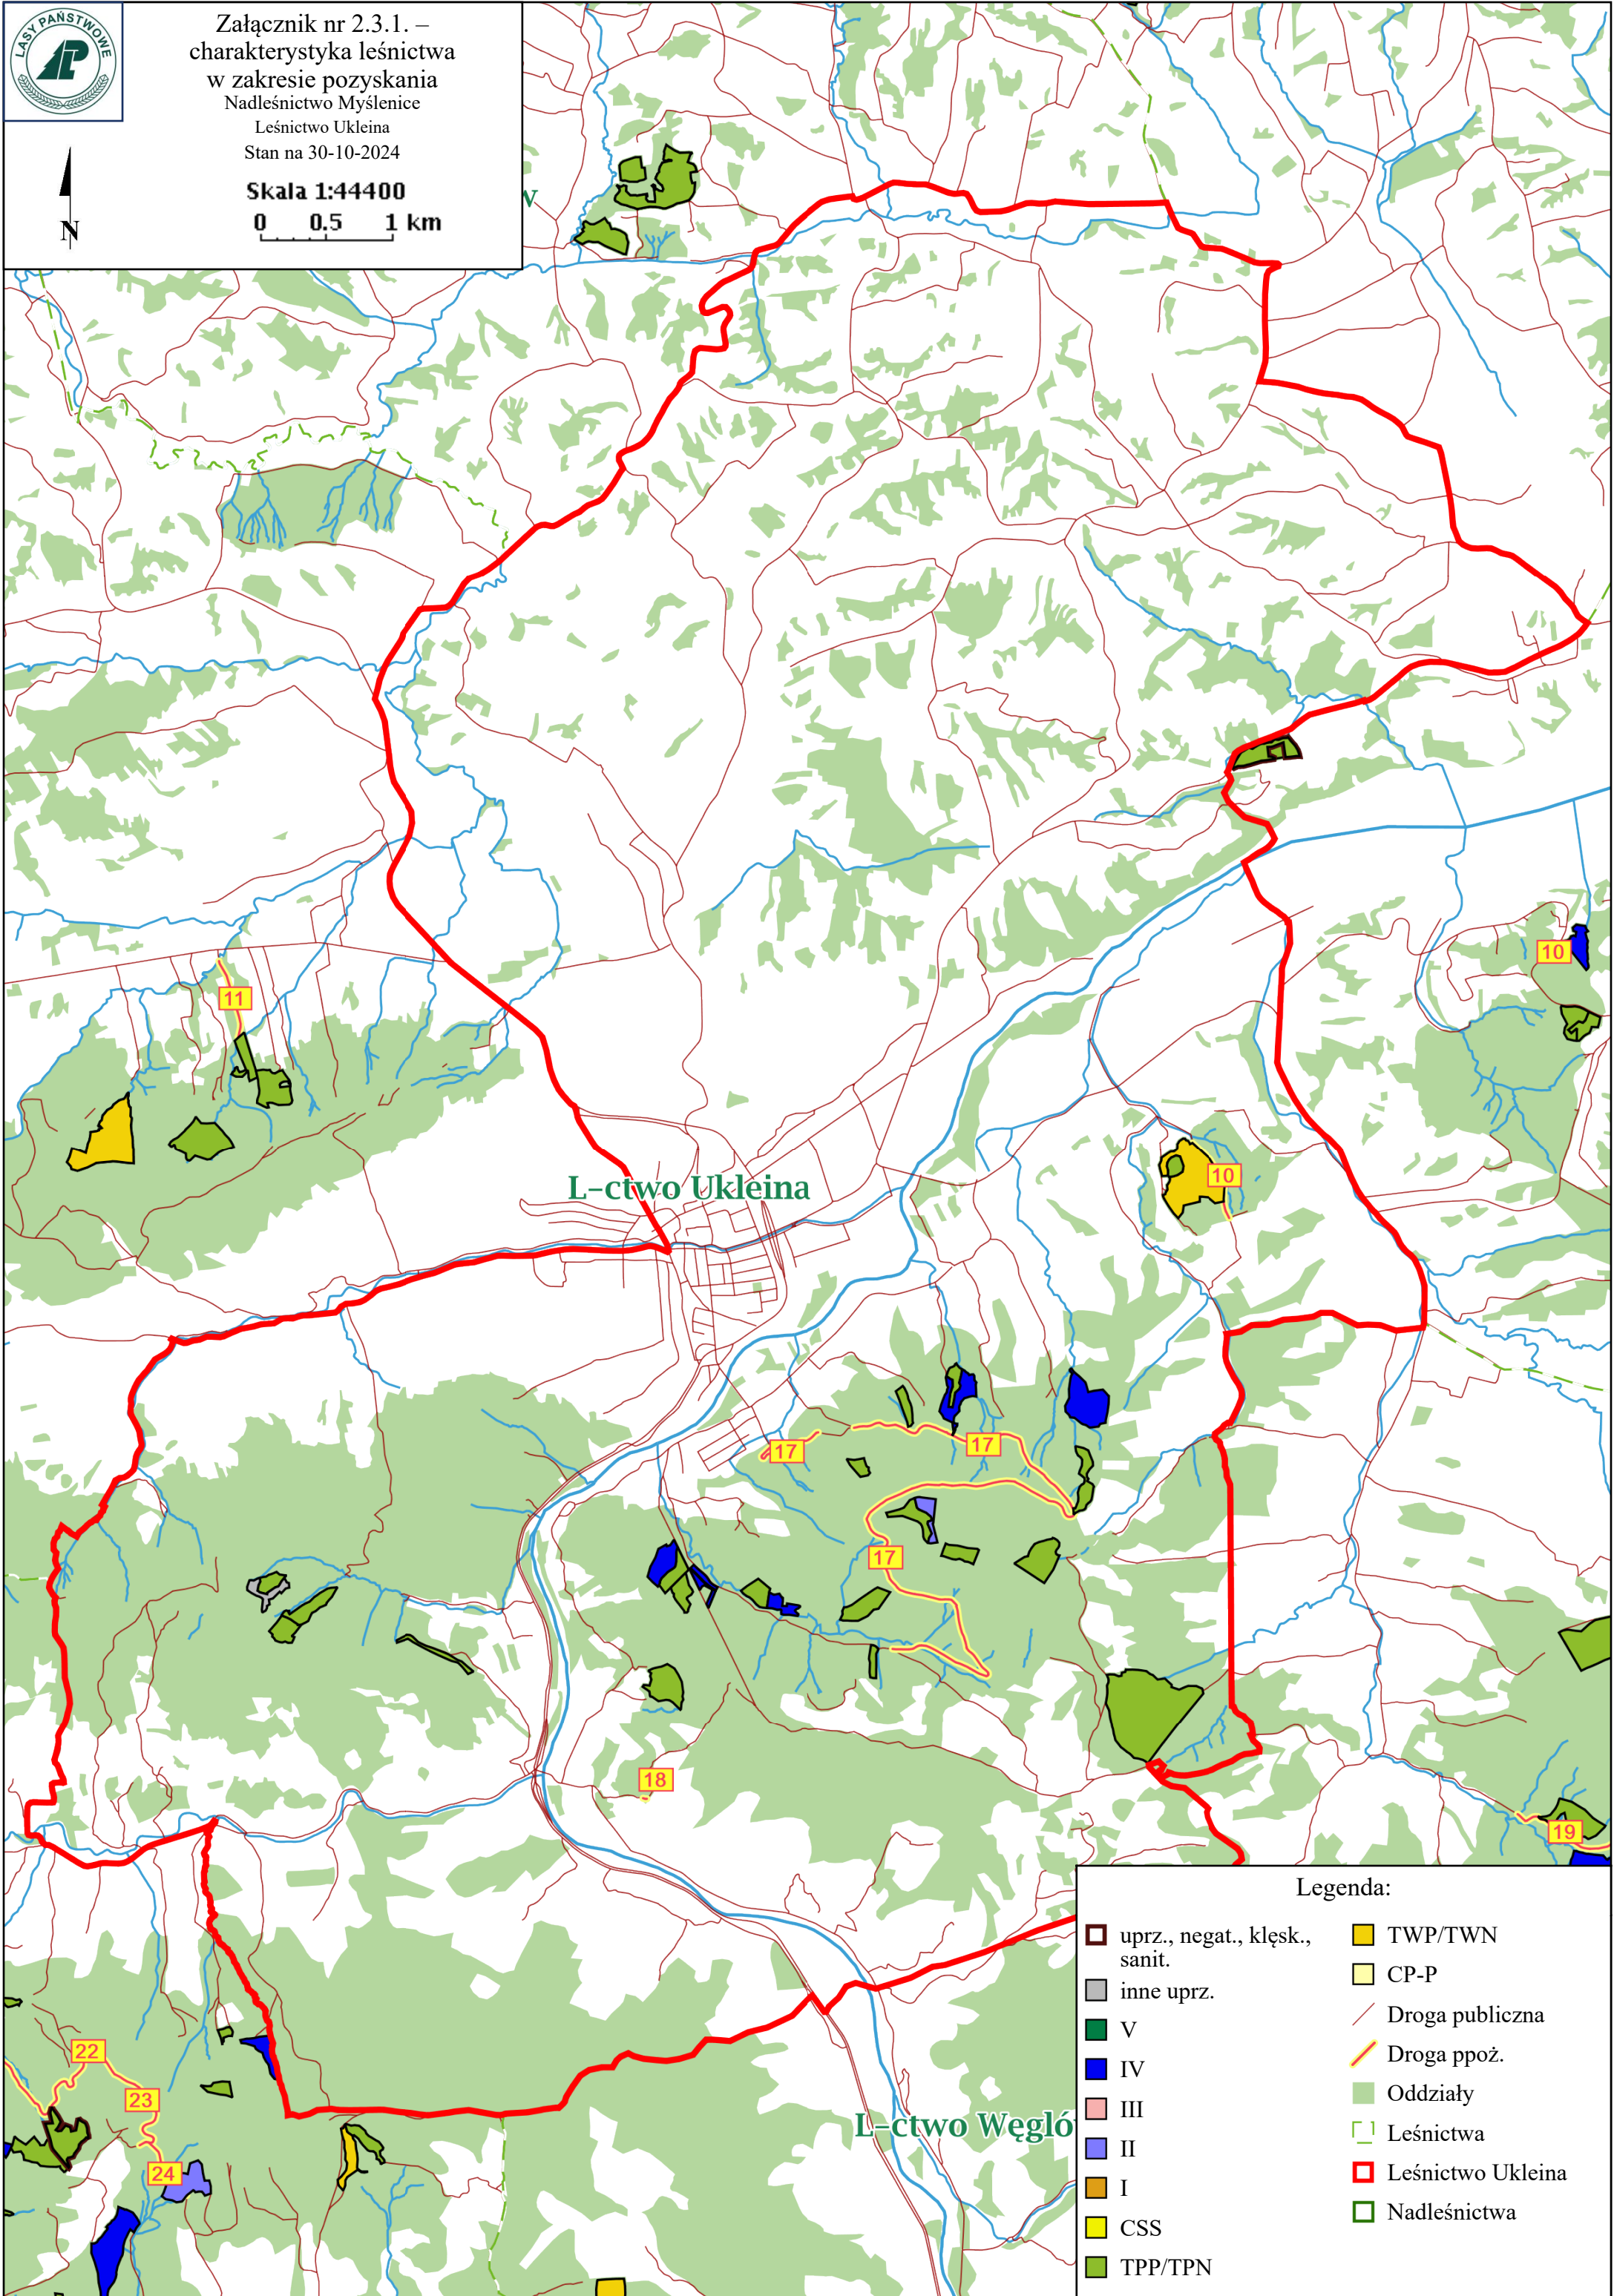 LASY PAŃSTWOWE
Załącznik nr 2.3.1. –
charakterystyka leśnictwa
w zakresie pozyskania
Nadleśnictwo Myślenice
Leśnictwo Ukleina
Stan na 30-10-2024
Skala 1:44400
0 0.5 1 km
N
w
10
11
10
L-ctwo Ukleina
17
17
17
18
19
22
23
24
L-ctwo Węgló
Legenda:
uprz., negat., klęsk.,
sanit.
inne uprz.
V
IV
III
II
I
CSS
TPP/TPN
TWP/TWN
CP-P
Droga publiczna
Droga ppoż.
Oddziały
Leśnictwa
Leśnictwo Ukleina
Nadleśnictwa